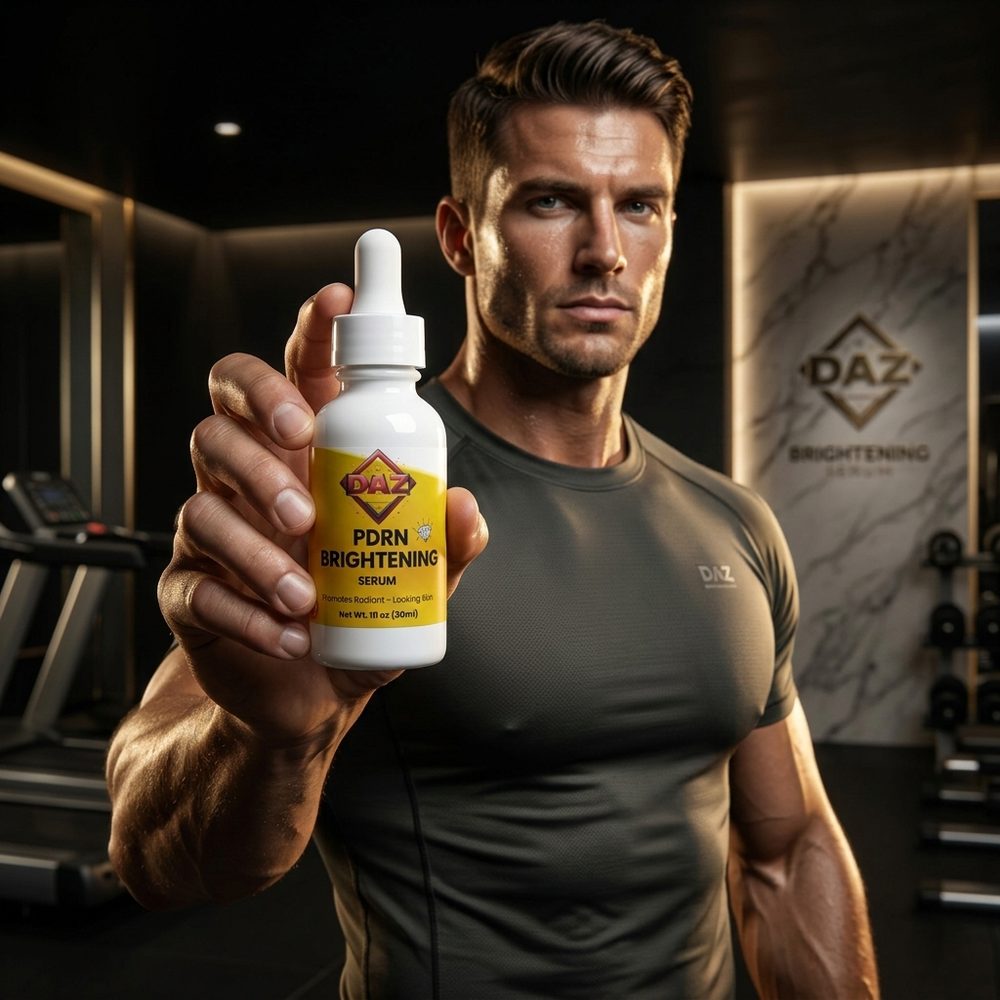 DAZ
PDRN
BRIGHTENING
SERUM
Promotes Radiant – Looking
Net Wt. 1fl oz (30ml)
DAZ
DAZ
BRIGHTENING
SERUM